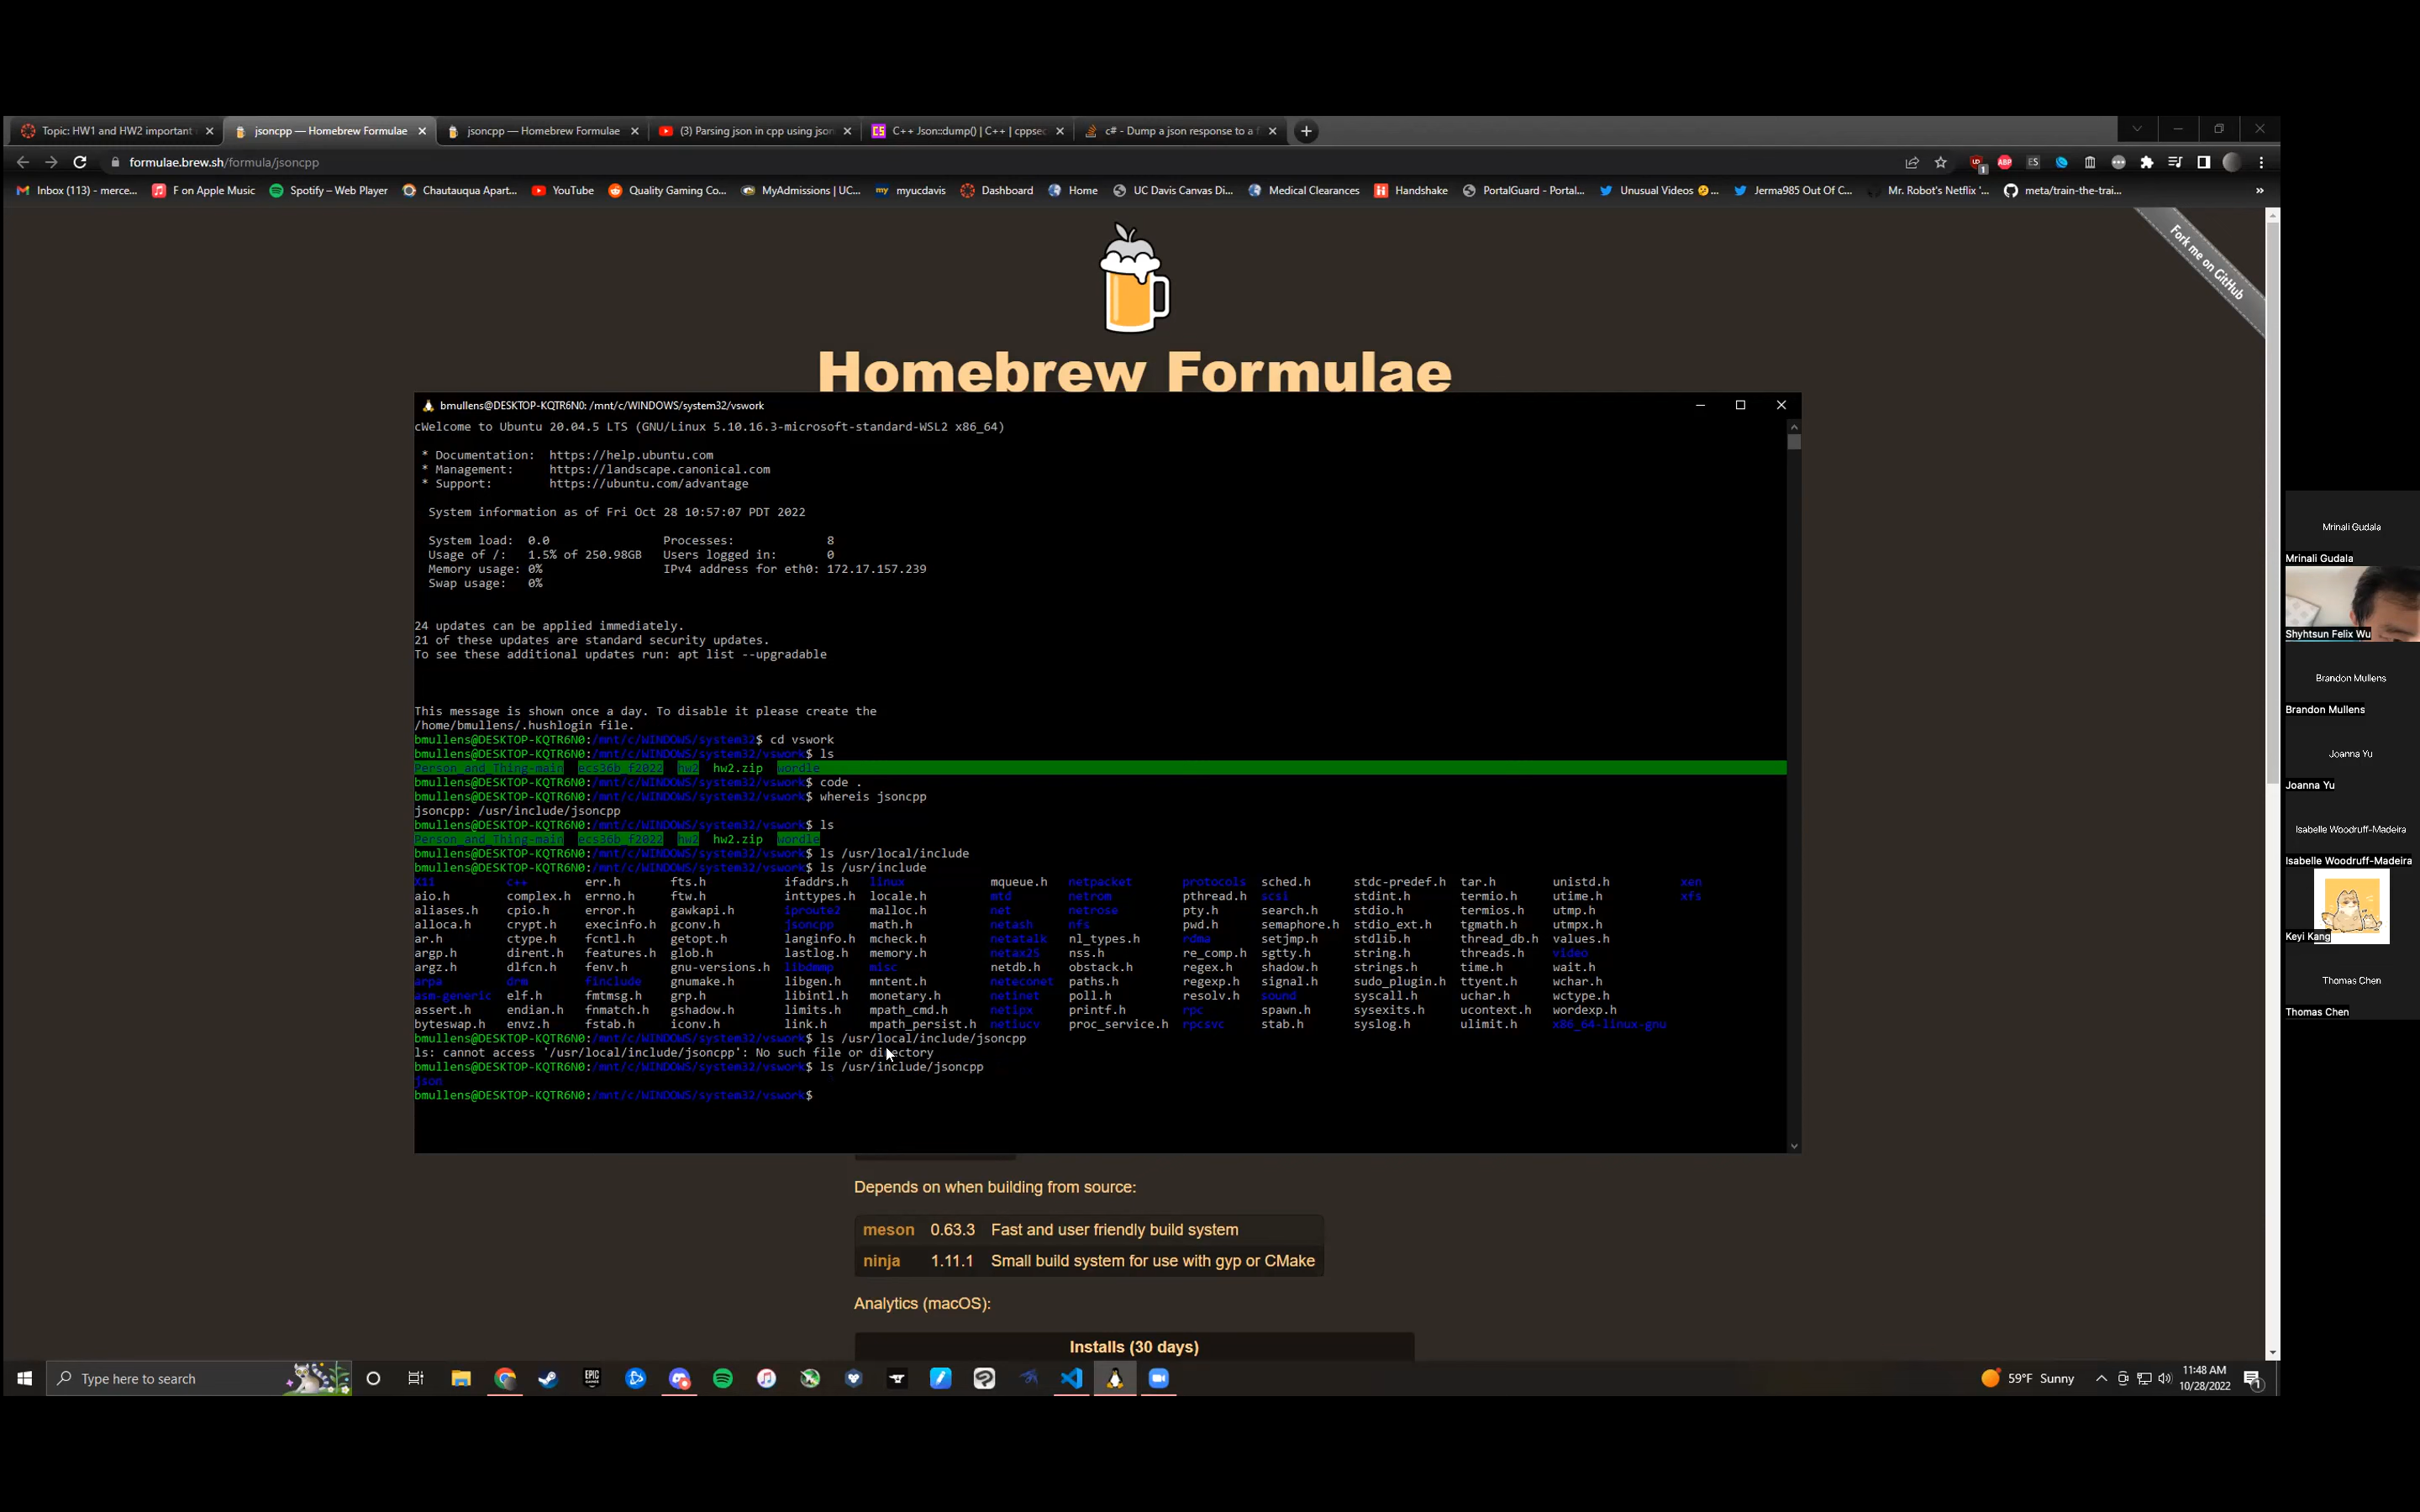 Topic: HW1 and HW2 important
jsoncpp — Homebrew Formulae
jsoncpp — Homebrew Formulae
(3) Parsing json in cpp using json
C++ Json::dump() | C++ | cppsec
c# - Dump a json response to a f
formulae.brew.sh/formula/jsoncpp
Inbox (113) - merce...
F on Apple Music
Spotify – Web Player
Chautauqua Apart...
YouTube
Quality Gaming Co...
MyAdmissions | UC...
myucdavis
Dashboard
Home
UC Davis Canvas Di...
Medical Clearances
Handshake
PortalGuard - Portal...
Unusual Videos 🤨...
Jerma985 Out Of C...
Mr. Robot's Netflix '...
meta/train-the-trai...
»
Fork me on GitHub
Homebrew Formulae
bmullens@DESKTOP-KQTR6N0: /mnt/c/WINDOWS/system32/vswork
cWelcome to Ubuntu 20.04.5 LTS (GNU/Linux 5.10.16.3-microsoft-standard-WSL2 x86_64)
* Documentation: https://help.ubuntu.com
* Management: https://landscape.canonical.com
* Support: https://ubuntu.com/advantage
System information as of Fri Oct 28 10:57:07 PDT 2022
System load: 0.0 Processes: 8
Usage of /: 1.5% of 250.98GB Users logged in: 0
Memory usage: 0% IPv4 address for eth0: 172.17.157.239
Swap usage: 0%
24 updates can be applied immediately.
21 of these updates are standard security updates.
To see these additional updates run: apt list --upgradable
This message is shown once a day. To disable it please create the
/home/bmullens/.hushlogin file.
bmullens@DESKTOP-KQTR6N0:/mnt/c/WINDOWS/system32$ cd vswork
bmullens@DESKTOP-KQTR6N0:/mnt/c/WINDOWS/system32/vswork$ ls
Person_and_Thing-main ecs36b_f2022 hw2 hw2.zip wordle
bmullens@DESKTOP-KQTR6N0:/mnt/c/WINDOWS/system32/vswork$ code .
bmullens@DESKTOP-KQTR6N0:/mnt/c/WINDOWS/system32/vswork$ whereis jsoncpp
jsoncpp: /usr/include/jsoncpp
bmullens@DESKTOP-KQTR6N0:/mnt/c/WINDOWS/system32/vswork$ ls
Person_and_Thing-main ecs36b_f2022 hw2 hw2.zip wordle
bmullens@DESKTOP-KQTR6N0:/mnt/c/WINDOWS/system32/vswork$ ls /usr/local/include
bmullens@DESKTOP-KQTR6N0:/mnt/c/WINDOWS/system32/vswork$ ls /usr/include
X11 c++ err.h fts.h ifaddrs.h linux mqueue.h netpacket protocols sched.h stdc-predef.h tar.h unistd.h xen
aio.h complex.h errno.h ftw.h inttypes.h locale.h mtd netrom pthread.h scsi stdint.h termio.h utime.h xfs
aliases.h cpio.h error.h gawkapi.h iproute2 malloc.h net netrose pty.h search.h stdio.h termios.h utmp.h
alloca.h crypt.h execinfo.h gconv.h jsoncpp math.h netash nfs pwd.h semaphore.h stdio_ext.h tgmath.h utmpx.h
ar.h ctype.h fcntl.h getopt.h langinfo.h mcheck.h netatalk nl_types.h rdma setjmp.h stdlib.h thread_db.h values.h
argp.h dirent.h features.h glob.h lastlog.h memory.h netax25 nss.h re_comp.h sgtty.h string.h threads.h video
argz.h dlfcn.h fenv.h gnu-versions.h libdmmp misc netdb.h obstack.h regex.h shadow.h strings.h time.h wait.h
arpa drm finclude gnumake.h libgen.h mntent.h neteconet paths.h regexp.h signal.h sudo_plugin.h ttyent.h wchar.h
asm-generic elf.h fmtmsg.h grp.h libintl.h monetary.h netinet poll.h resolv.h sound syscall.h uchar.h wctype.h
assert.h endian.h fnmatch.h gshadow.h limits.h mpath_cmd.h netipx printf.h rpc spawn.h sysexits.h ucontext.h wordexp.h
byteswap.h envz.h fstab.h iconv.h link.h mpath_persist.h netiucv proc_service.h rpcsvc stab.h syslog.h ulimit.h x86_64-linux-gnu
bmullens@DESKTOP-KQTR6N0:/mnt/c/WINDOWS/system32/vswork$ ls /usr/local/include/jsoncpp
ls: cannot access '/usr/local/include/jsoncpp': No such file or directory
bmullens@DESKTOP-KQTR6N0:/mnt/c/WINDOWS/system32/vswork$ ls /usr/include/jsoncpp
json
bmullens@DESKTOP-KQTR6N0:/mnt/c/WINDOWS/system32/vswork$
Depends on when building from source:
meson 0.63.3 Fast and user friendly build system
ninja 1.11.1 Small build system for use with gyp or CMake
Analytics (macOS):
Installs (30 days)
Mrinali Gudala
Mrinali Gudala
Shyhtsun Felix Wu
Brandon Mullens
Brandon Mullens
Joanna Yu
Joanna Yu
Isabelle Woodruff-Madeira
Isabelle Woodruff-Madeira
Keyi Kang
Thomas Chen
Thomas Chen
Type here to search
59°F Sunny
11:48 AM
10/28/2022